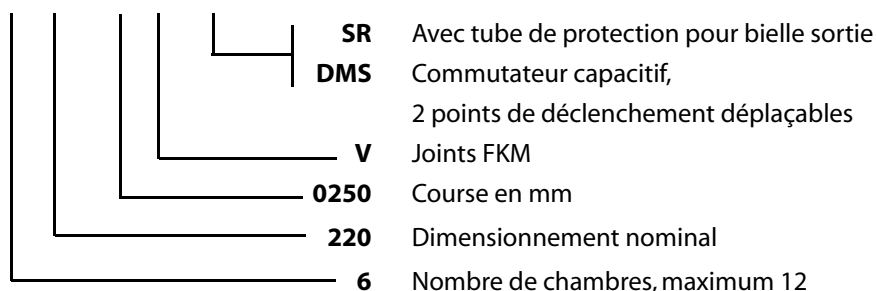 SR Avec tube de protection pour bielle sortie
DMS Commutateur capacitif,
2 points de déclenchement déplaçables
V Joints FKM
0250 Course en mm
220 Dimensionnement nominal
6 Nombre de chambres, maximum 12